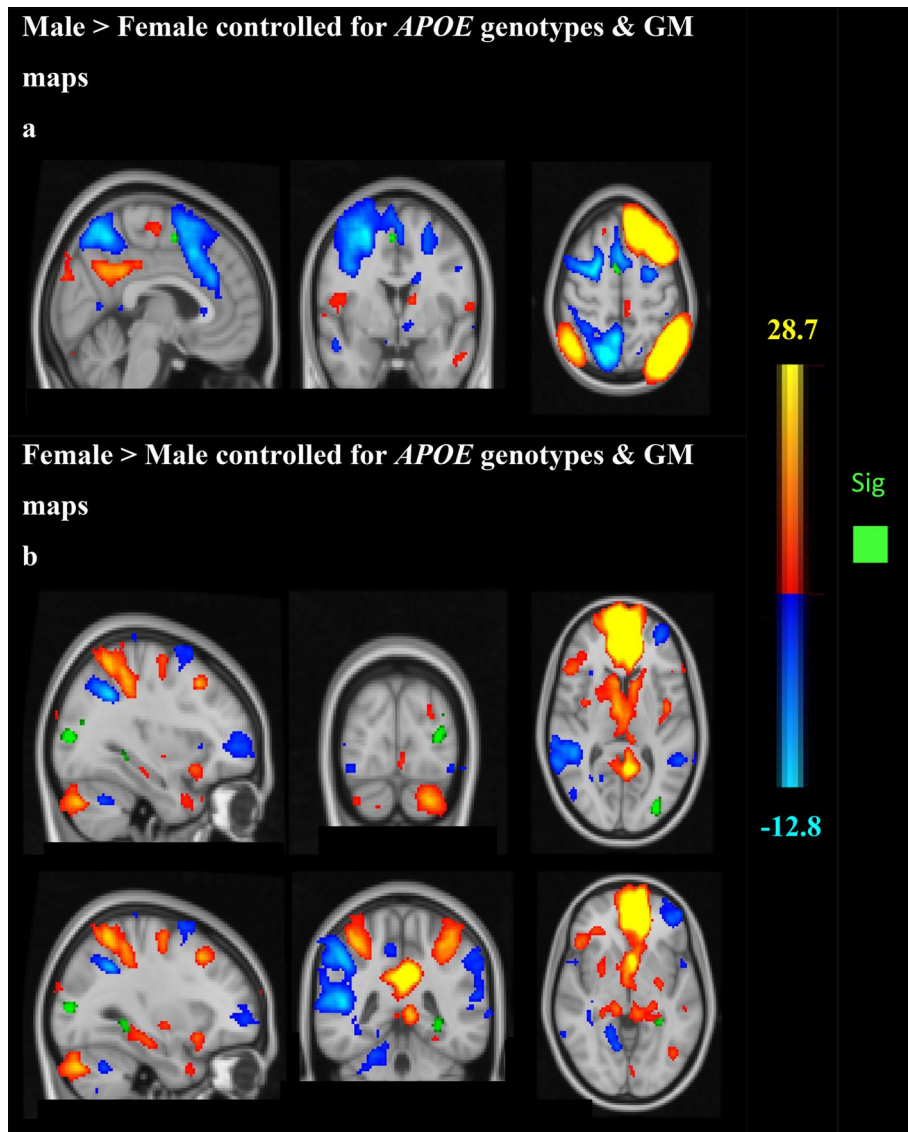 Male > Female controlled for APOE genotypes & GM
maps
a
28.7
Sig
Female > Male controlled for APOE genotypes & GM
maps
b
-12.8